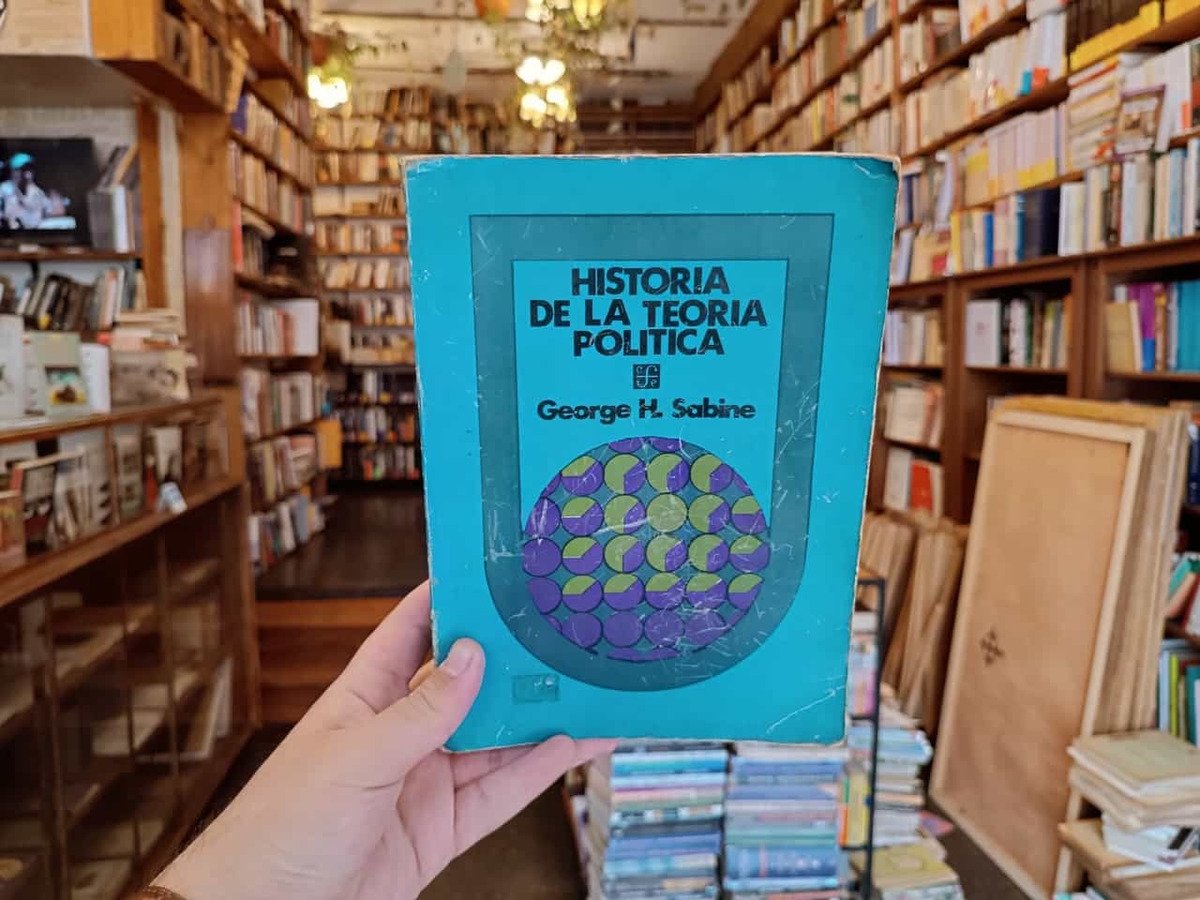 HISTORIA
DE LA TEORIA
POLITICA
George H. Sabine